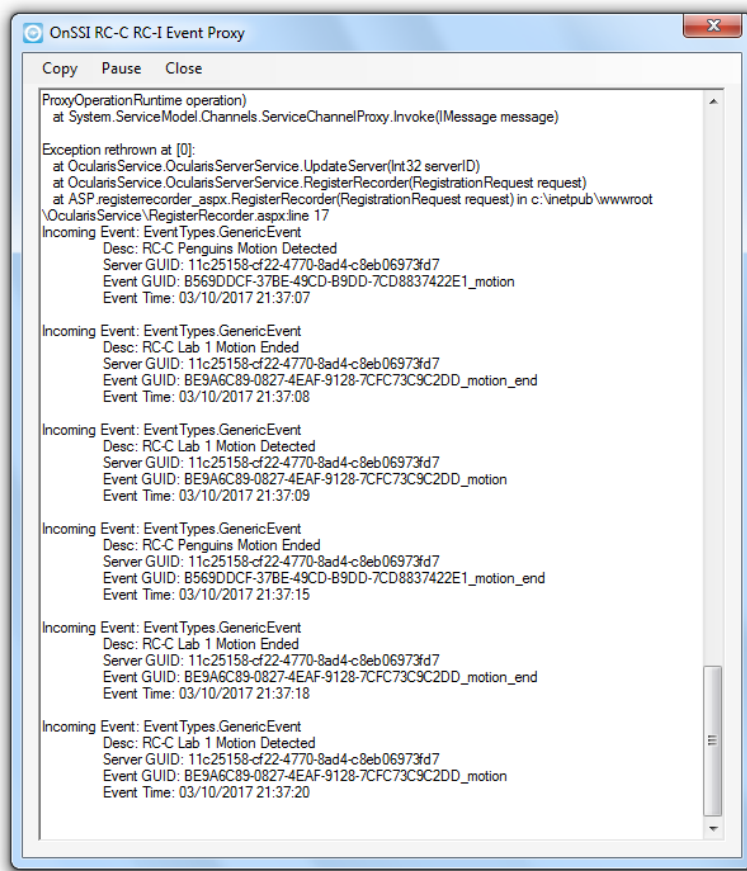 OnSSI RC-C RC-I Event Proxy
Copy Pause Close
ProxyOperationRuntime operation)
at System.ServiceModel.Channels.ServiceChannelProxy.Invoke(IMessage message)
Exception rethrown at [0]:
at OcularisService.OcularisServerService.UpdateServer(Int32 serverID)
at OcularisService.OcularisServerService.RegisterRecorder(RegistrationRequest request)
at ASP.registerrecorder_aspx.RegisterRecorder(RegistrationRequest request) in c:\inetpub\wwwroot
\OcularisService\RegisterRecorder.aspx:line 17
Incoming Event: EventTypes.GenericEvent
Desc: RC-C Penguins Motion Detected
Server GUID: 11c25158-cf22-4770-8ad4-c8eb06973fd7
Event GUID: B569DDCF-37BE-49CD-B9DD-7CD8837422E1_motion
Event Time: 03/10/2017 21:37:07
Incoming Event: EventTypes.GenericEvent
Desc: RC-C Lab 1 Motion Ended
Server GUID: 11c25158-cf22-4770-8ad4-c8eb06973fd7
Event GUID: BE9A6C89-0827-4EAF-9128-7CFC73C9C2DD_motion_end
Event Time: 03/10/2017 21:37:08
Incoming Event: EventTypes.GenericEvent
Desc: RC-C Lab 1 Motion Detected
Server GUID: 11c25158-cf22-4770-8ad4-c8eb06973fd7
Event GUID: BE9A6C89-0827-4EAF-9128-7CFC73C9C2DD_motion
Event Time: 03/10/2017 21:37:09
Incoming Event: EventTypes.GenericEvent
Desc: RC-C Penguins Motion Ended
Server GUID: 11c25158-cf22-4770-8ad4-c8eb06973fd7
Event GUID: B569DDCF-37BE-49CD-B9DD-7CD8837422E1_motion_end
Event Time: 03/10/2017 21:37:15
Incoming Event: EventTypes.GenericEvent
Desc: RC-C Lab 1 Motion Ended
Server GUID: 11c25158-cf22-4770-8ad4-c8eb06973fd7
Event GUID: BE9A6C89-0827-4EAF-9128-7CFC73C9C2DD_motion_end
Event Time: 03/10/2017 21:37:18
Incoming Event: EventTypes.GenericEvent
Desc: RC-C Lab 1 Motion Detected
Server GUID: 11c25158-cf22-4770-8ad4-c8eb06973fd7
Event GUID: BE9A6C89-0827-4EAF-9128-7CFC73C9C2DD_motion
Event Time: 03/10/2017 21:37:20